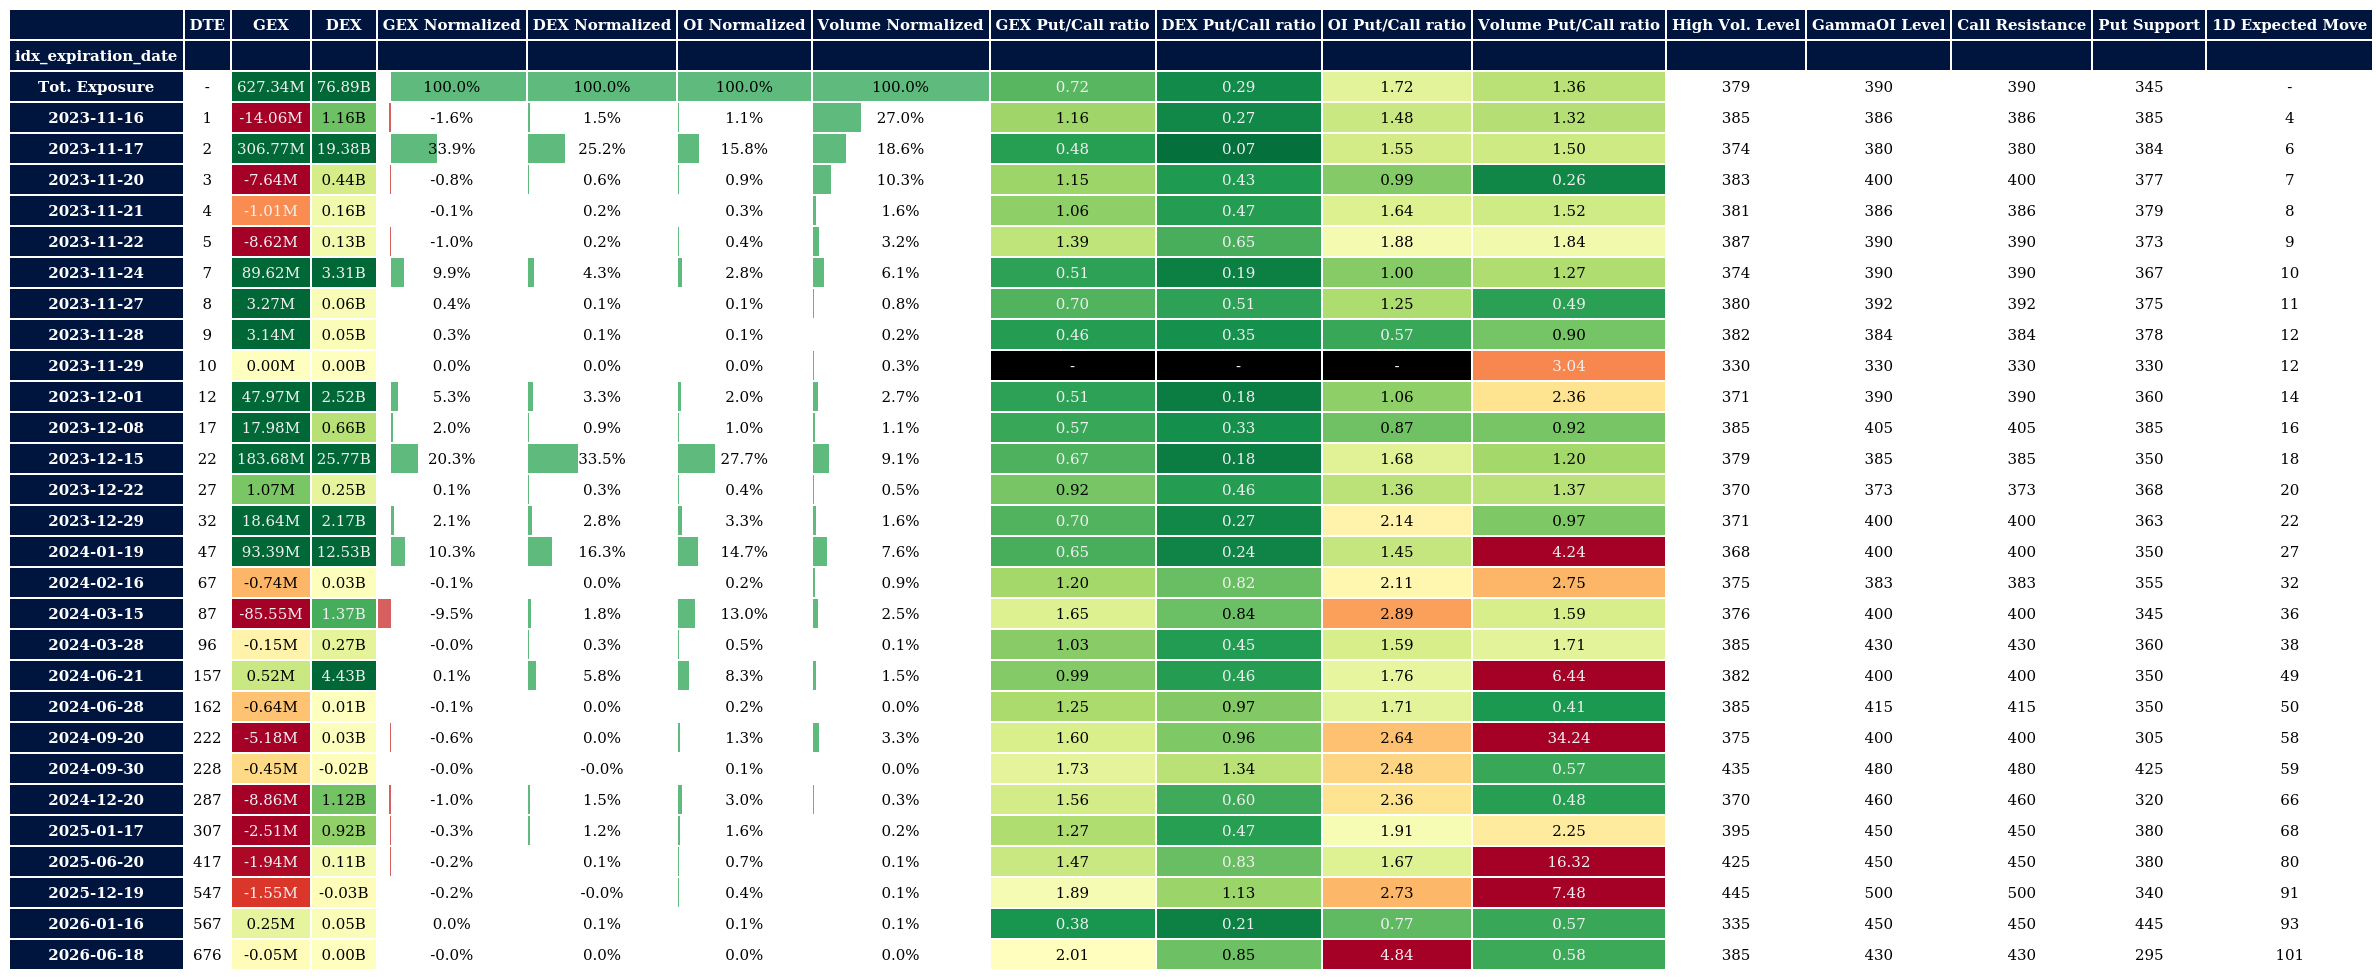 DTE GEX DEX GEX Normalized DEX Normalized OI Normalized Volume Normalized GEX Put/Call ratio DEX Put/Call ratio OI Put/Call ratio Volume Put/Call ratio High Vol. Level GammaOI Level Call Resistance Put Support 1D Expected Move
idx_expiration_date
Tot. Exposure - 627.34M 76.89B 100.0% 100.0% 100.0% 100.0% 0.72 0.29 1.72 1.36 379 390 390 345 -
2023-11-16 1 -14.06M 1.16B -1.6% 1.5% 1.1% 27.0% 1.16 0.27 1.48 1.32 385 386 386 385 4
2023-11-17 2 306.77M 19.38B 33.9% 25.2% 15.8% 18.6% 0.48 0.07 1.55 1.50 374 380 380 384 6
2023-11-20 3 -7.64M 0.44B -0.8% 0.6% 0.9% 10.3% 1.15 0.43 0.99 0.26 383 400 400 377 7
2023-11-21 4 -1.01M 0.16B -0.1% 0.2% 0.3% 1.6% 1.06 0.47 1.64 1.52 381 386 386 379 8
2023-11-22 5 -8.62M 0.13B -1.0% 0.2% 0.4% 3.2% 1.39 0.65 1.88 1.84 387 390 390 373 9
2023-11-24 7 89.62M 3.31B 9.9% 4.3% 2.8% 6.1% 0.51 0.19 1.00 1.27 374 390 390 367 10
2023-11-27 8 3.27M 0.06B 0.4% 0.1% 0.1% 0.8% 0.70 0.51 1.25 0.49 380 392 392 375 11
2023-11-28 9 3.14M 0.05B 0.3% 0.1% 0.1% 0.2% 0.46 0.35 0.57 0.90 382 384 384 378 12
2023-11-29 10 0.00M 0.00B 0.0% 0.0% 0.0% 0.3% - - - 3.04 330 330 330 330 12
2023-12-01 12 47.97M 2.52B 5.3% 3.3% 2.0% 2.7% 0.51 0.18 1.06 2.36 371 390 390 360 14
2023-12-08 17 17.98M 0.66B 2.0% 0.9% 1.0% 1.1% 0.57 0.33 0.87 0.92 385 405 405 385 16
2023-12-15 22 183.68M 25.77B 20.3% 33.5% 27.7% 9.1% 0.67 0.18 1.68 1.20 379 385 385 350 18
2023-12-22 27 1.07M 0.25B 0.1% 0.3% 0.4% 0.5% 0.92 0.46 1.36 1.37 370 373 373 368 20
2023-12-29 32 18.64M 2.17B 2.1% 2.8% 3.3% 1.6% 0.70 0.27 2.14 0.97 371 400 400 363 22
2024-01-19 47 93.39M 12.53B 10.3% 16.3% 14.7% 7.6% 0.65 0.24 1.45 4.24 368 400 400 350 27
2024-02-16 67 -0.74M 0.03B -0.1% 0.0% 0.2% 0.9% 1.20 0.82 2.11 2.75 375 383 383 355 32
2024-03-15 87 -85.55M 1.37B -9.5% 1.8% 13.0% 2.5% 1.65 0.84 2.89 1.59 376 400 400 345 36
2024-03-28 96 -0.15M 0.27B -0.0% 0.3% 0.5% 0.1% 1.03 0.45 1.59 1.71 385 430 430 360 38
2024-06-21 157 0.52M 4.43B 0.1% 5.8% 8.3% 1.5% 0.99 0.46 1.76 6.44 382 400 400 350 49
2024-06-28 162 -0.64M 0.01B -0.1% 0.0% 0.2% 0.0% 1.25 0.97 1.71 0.41 385 415 415 350 50
2024-09-20 222 -5.18M 0.03B -0.6% 0.0% 1.3% 3.3% 1.60 0.96 2.64 34.24 375 400 400 305 58
2024-09-30 228 -0.45M -0.02B -0.0% -0.0% 0.1% 0.0% 1.73 1.34 2.48 0.57 435 480 480 425 59
2024-12-20 287 -8.86M 1.12B -1.0% 1.5% 3.0% 0.3% 1.56 0.60 2.36 0.48 370 460 460 320 66
2025-01-17 307 -2.51M 0.92B -0.3% 1.2% 1.6% 0.2% 1.27 0.47 1.91 2.25 395 450 450 380 68
2025-06-20 417 -1.94M 0.11B -0.2% 0.1% 0.7% 0.1% 1.47 0.83 1.67 16.32 425 450 450 380 80
2025-12-19 547 -1.55M -0.03B -0.2% -0.0% 0.4% 0.1% 1.89 1.13 2.73 7.48 445 500 500 340 91
2026-01-16 567 0.25M 0.05B 0.0% 0.1% 0.1% 0.1% 0.38 0.21 0.77 0.57 335 450 450 445 93
2026-06-18 676 -0.05M 0.00B -0.0% 0.0% 0.0% 0.0% 2.01 0.85 4.84 0.58 385 430 430 295 101